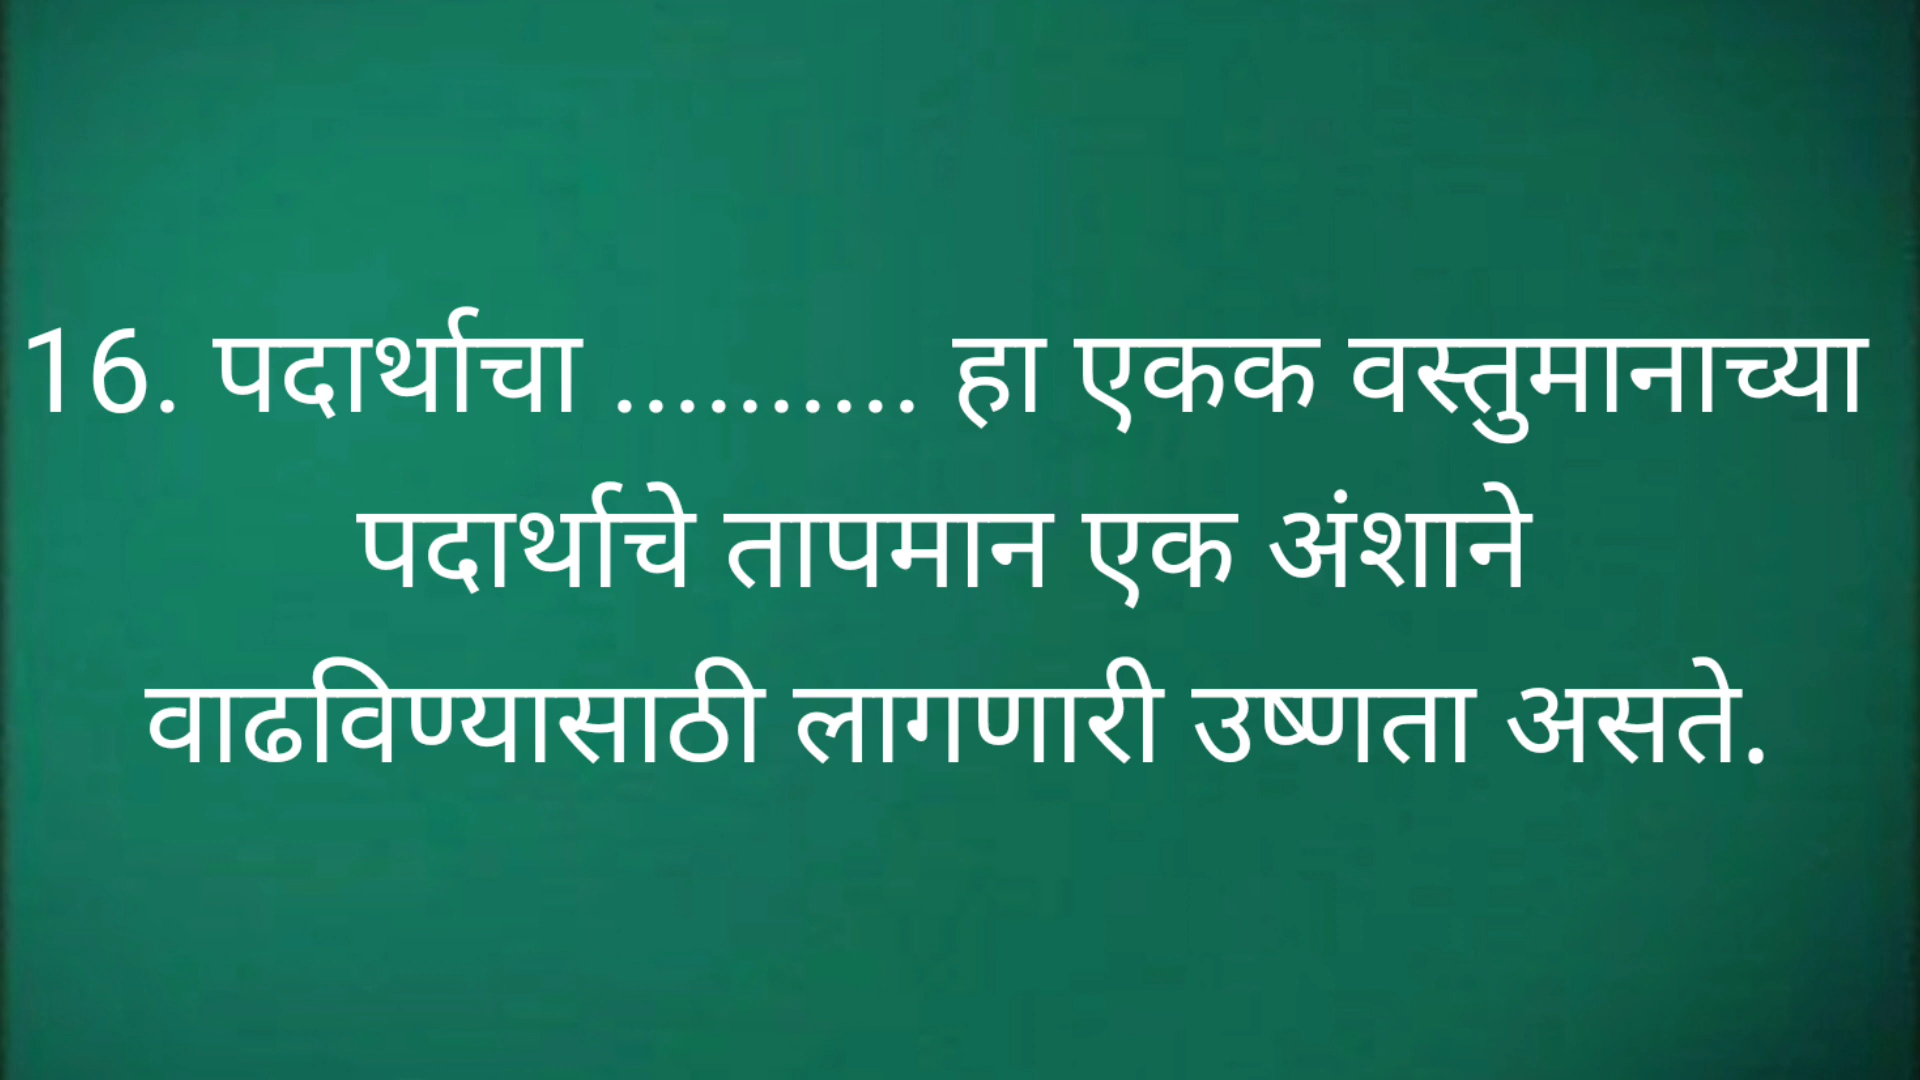 16. पदार्थाचा .......... हा एकक वस्तुमानाच्या
पदार्थाचे तापमान एक अंशाने
वाढविण्यासाठी लागणारी उष्णता असते.